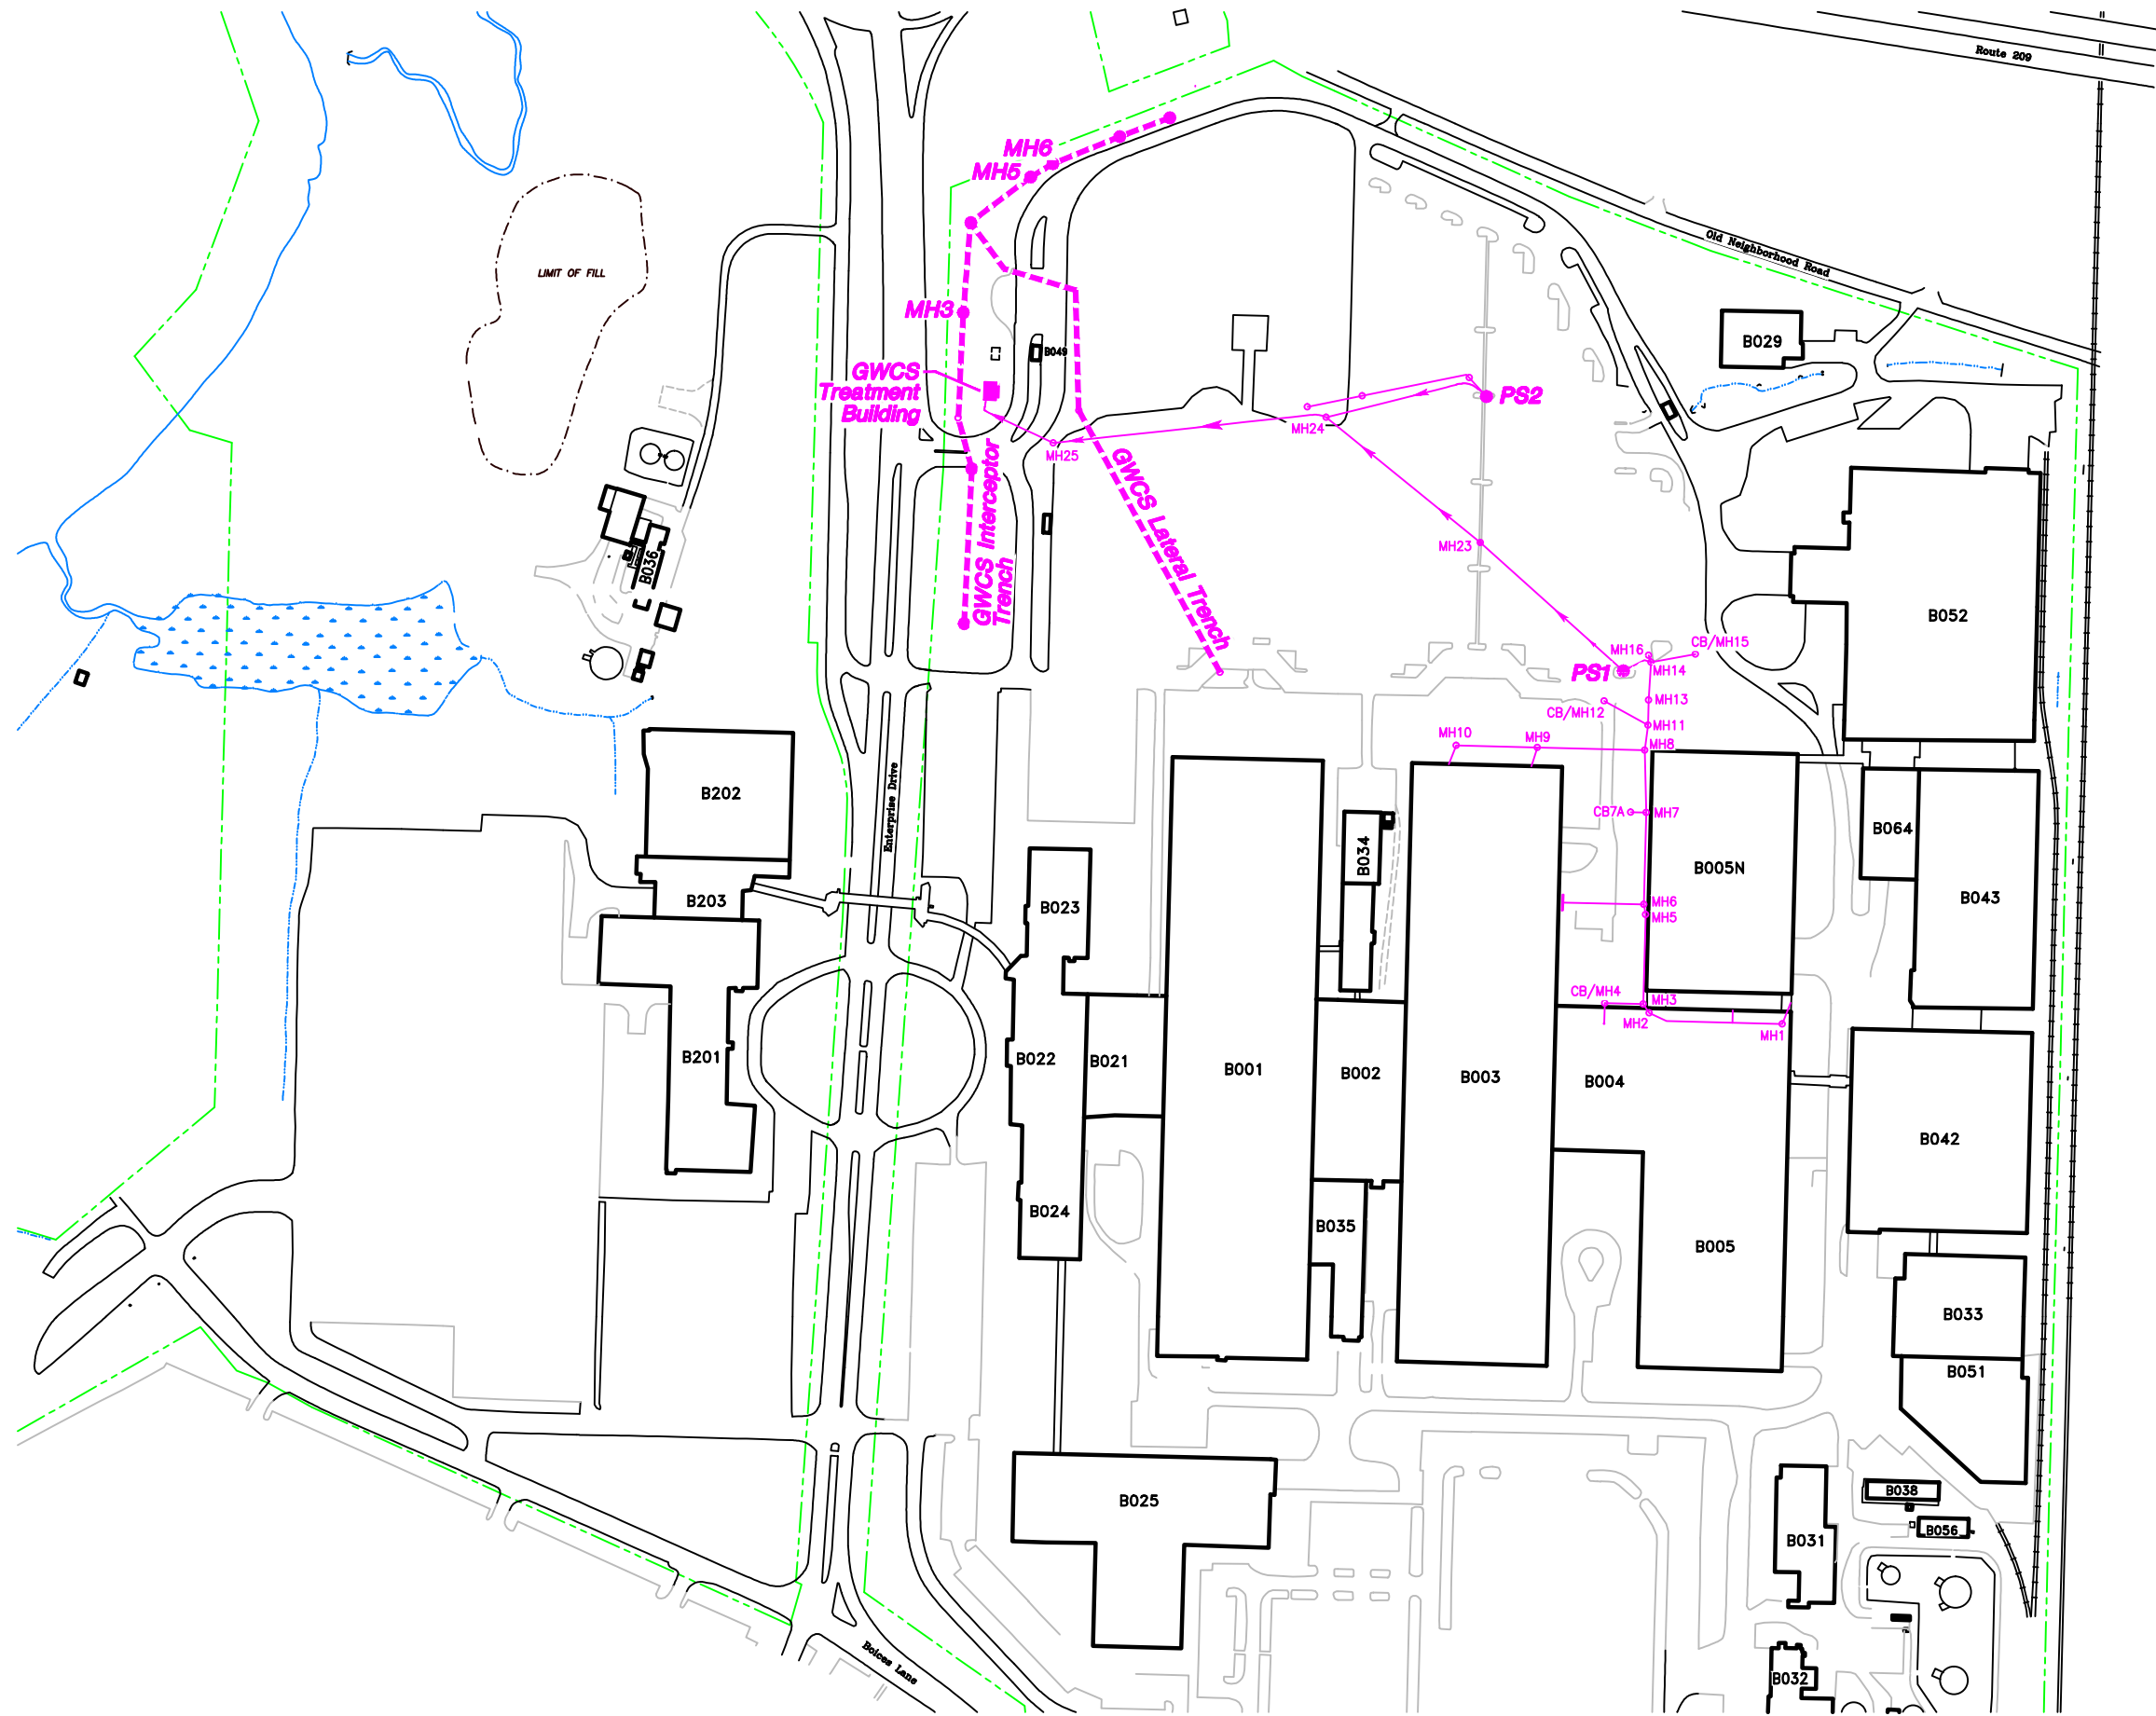 Route 209
MH6
MH5
Old Neighborhood Road
LIMIT OF FILL
MH3
B049
B029
GWCS
Treatment
Building
PS2
MH24
MH25
GWCS Interceptor
Trench
GWCS Lateral Trench
MH23
B036
B052
MH16
CB/MH15
PS1
MH14
MH13
CB/MH12
MH11
MH10
MH9
MH8
B202
Enterprise Drive
CB7A
MH7
B064
B034
B005N
B203
B023
MH6
MH5
B043
CB/MH4
MH3
MH2
MH1
B201
B022
B021
B001
B002
B003
B004
B042
B024
B035
B005
B033
B051
B025
B038
B056
B031
Boices Lane
B032